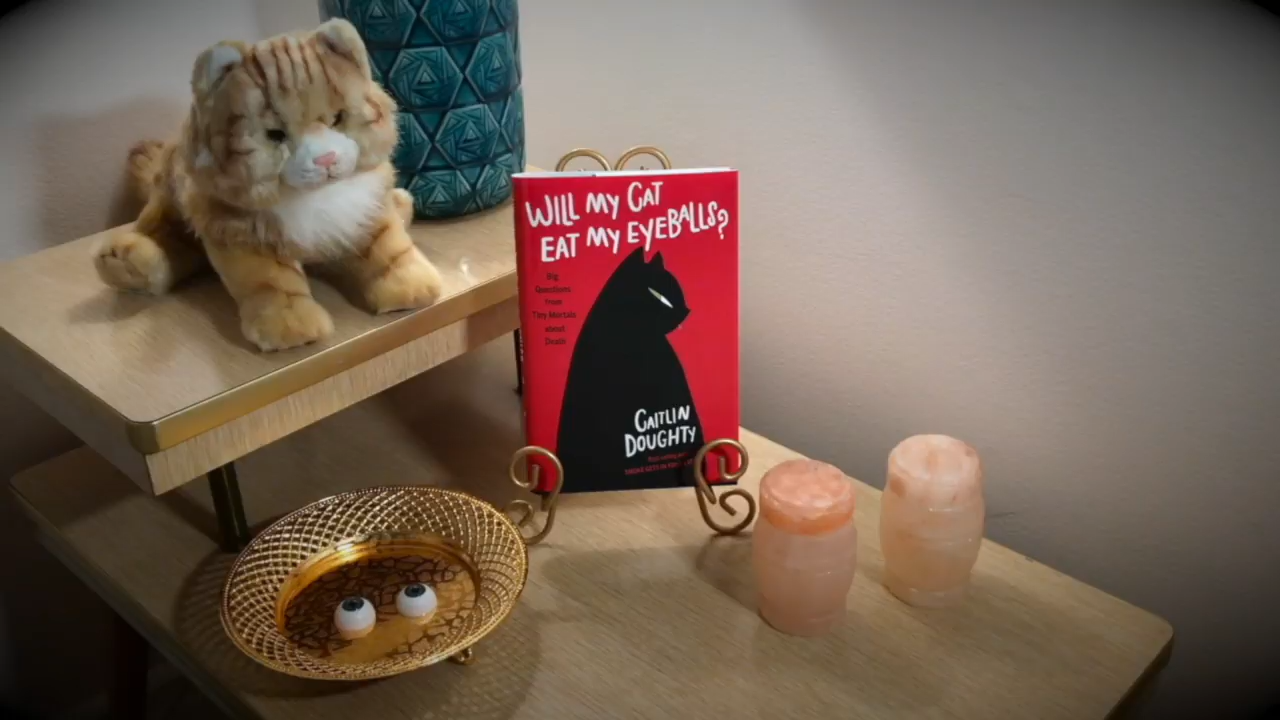 WILL MY CAT
EAT MY EYEBALLS?
Big
Questions
from
Tiny Mortals
about
Death
CAITLIN
DOUGHTY